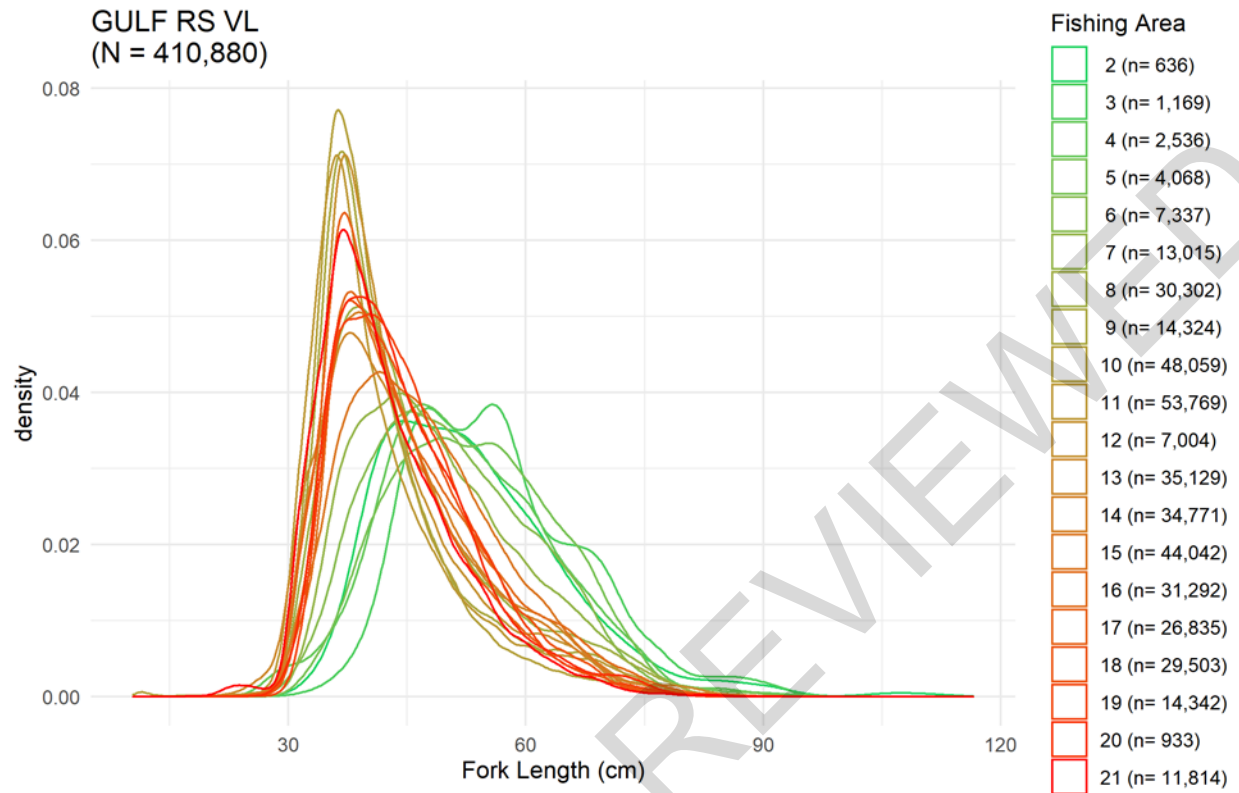 GULF RS VL
(N = 410,880)
Fishing Area
2 (n= 636)
3 (n= 1,169)
4 (n= 2,536)
5 (n= 4,068)
6 (n= 7,337)
7 (n= 13,015)
8 (n= 30,302)
9 (n= 14,324)
10 (n= 48,059)
11 (n= 53,769)
12 (n= 7,004)
13 (n= 35,129)
14 (n= 34,771)
15 (n= 44,042)
16 (n= 31,292)
17 (n= 26,835)
18 (n= 29,503)
19 (n= 14,342)
20 (n= 933)
21 (n= 11,814)
density
0.08
0.06
0.04
0.02
0.00
30
60
90
120
Fork Length (cm)
REVIEWED